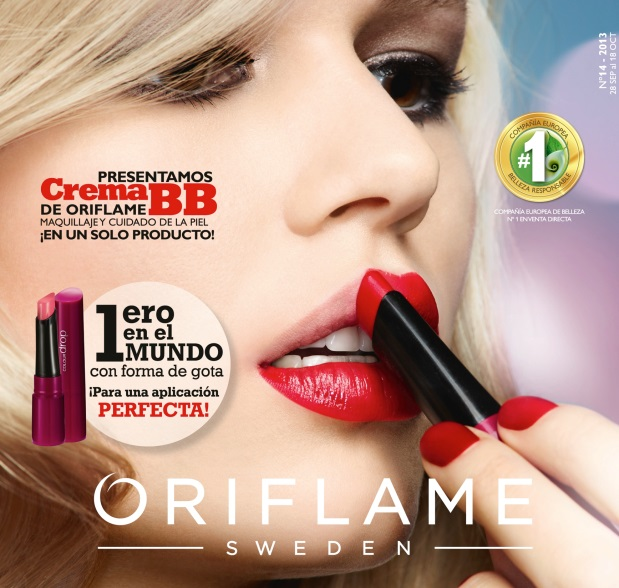 Nº14 - 2013
28 SEP al 18 OCT
PRESENTAMOS
Crema BB
DE ORIFLAME
MAQUILLAJE Y CUIDADO DE LA PIEL
¡EN UN SOLO PRODUCTO!
COMPAÑÍA EUROPEA
#1
BELLEZA RESPONSABLE
COMPAÑÍA EUROPEA DE BELLEZA
Nº 1 EN VENTA DIRECTA
1ero
en el
MUNDO
con forma de gota
¡Para una aplicación
PERFECTA!
drop
ORIFLAME
SWEDEN